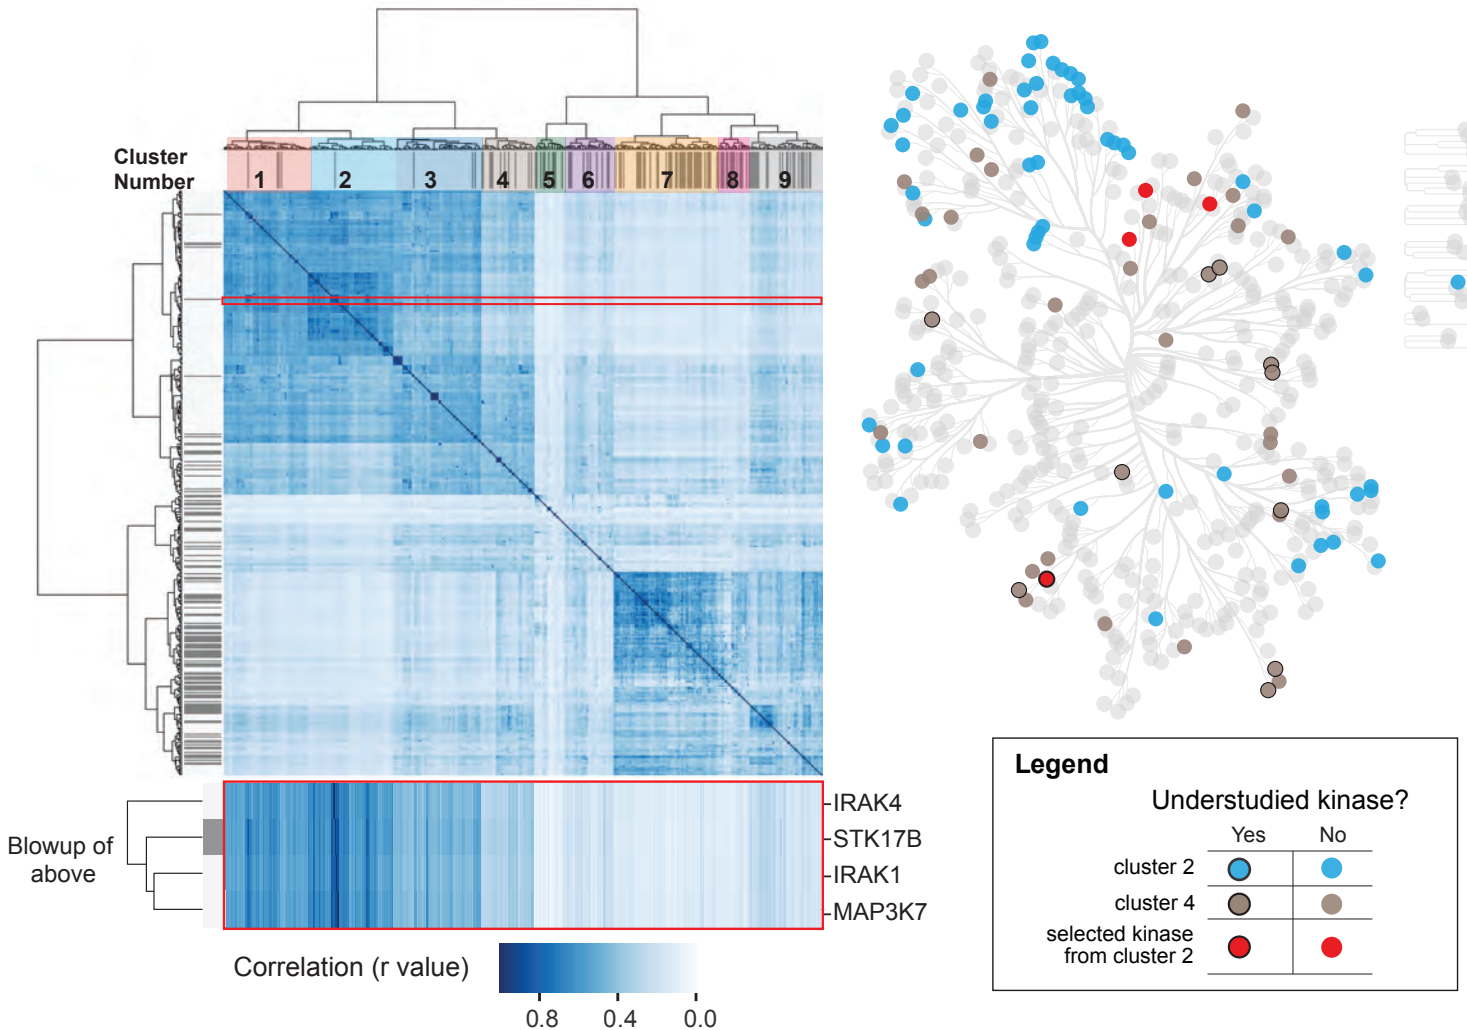 Cluster
Number
1 2 3 4 5 6 7 8 9
Blowup of
above
IRAK4
STK17B
IRAK1
MAP3K7
Correlation (r value)
0.8 0.4 0.0
Legend
Understudied kinase?
Yes No
cluster 2
cluster 4
selected kinase
from cluster 2